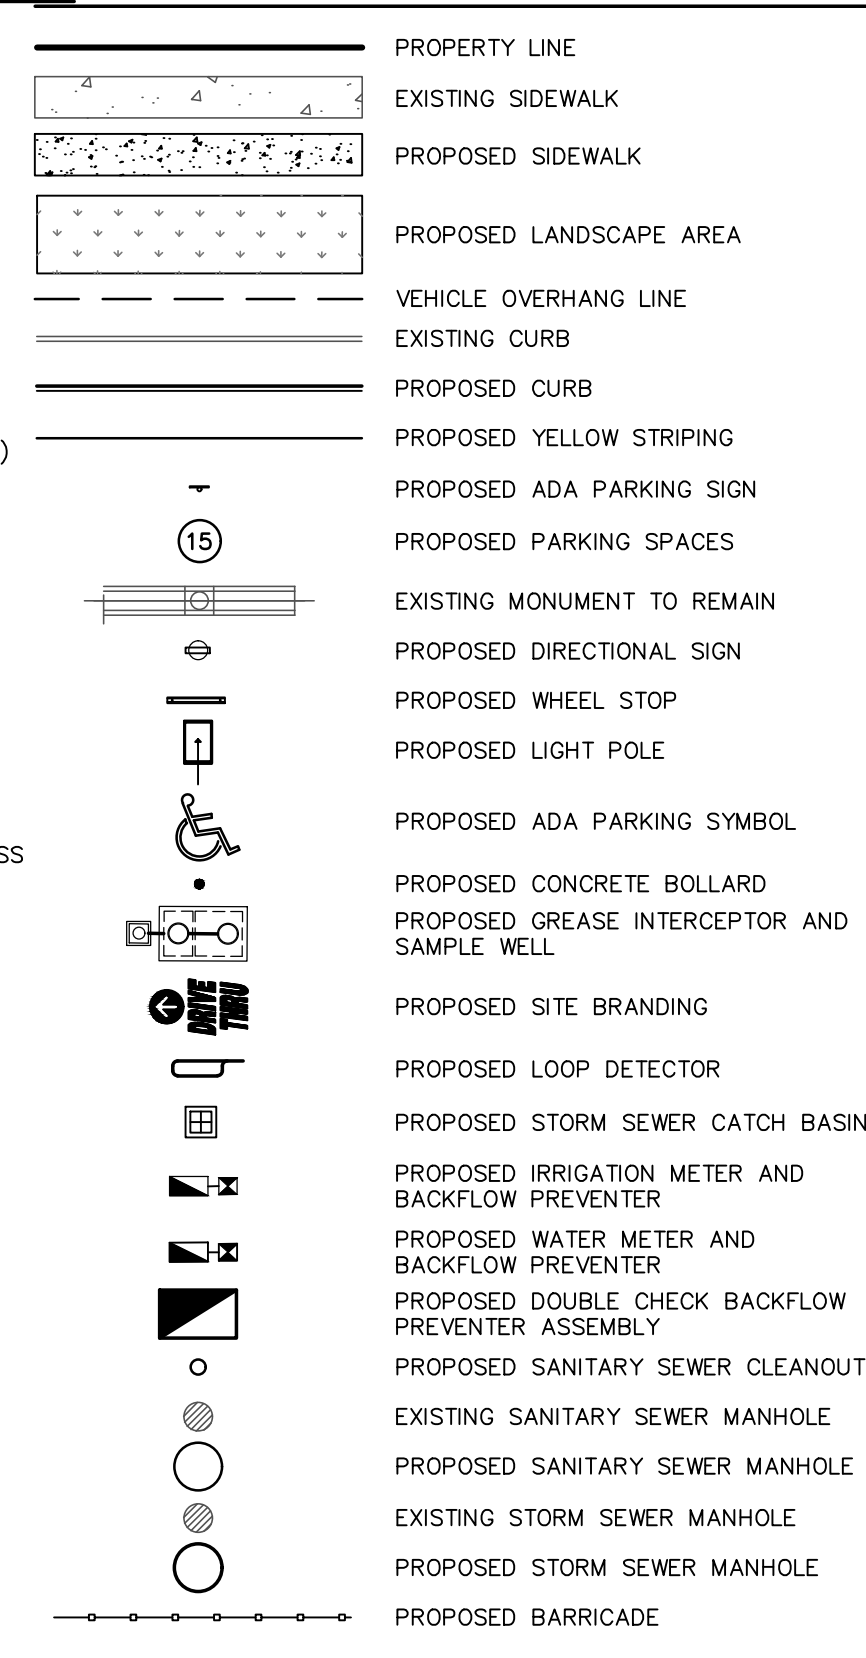 PROPERTY LINE
EXISTING SIDEWALK
PROPOSED SIDEWALK
PROPOSED LANDSCAPE AREA
VEHICLE OVERHANG LINE
EXISTING CURB
PROPOSED CURB
)
PROPOSED YELLOW STRIPING
PROPOSED ADA PARKING SIGN
15
PROPOSED PARKING SPACES
EXISTING MONUMENT TO REMAIN
PROPOSED DIRECTIONAL SIGN
PROPOSED WHEEL STOP
PROPOSED LIGHT POLE
PROPOSED ADA PARKING SYMBOL
SS
PROPOSED CONCRETE BOLLARD
PROPOSED GREASE INTERCEPTOR AND
SAMPLE WELL
DRIVE
THRU
PROPOSED SITE BRANDING
PROPOSED LOOP DETECTOR
PROPOSED STORM SEWER CATCH BASIN
PROPOSED IRRIGATION METER AND
BACKFLOW PREVENTER
PROPOSED WATER METER AND
BACKFLOW PREVENTER
PROPOSED DOUBLE CHECK BACKFLOW
PREVENTER ASSEMBLY
PROPOSED SANITARY SEWER CLEANOUT
EXISTING SANITARY SEWER MANHOLE
PROPOSED SANITARY SEWER MANHOLE
EXISTING STORM SEWER MANHOLE
PROPOSED STORM SEWER MANHOLE
PROPOSED BARRICADE